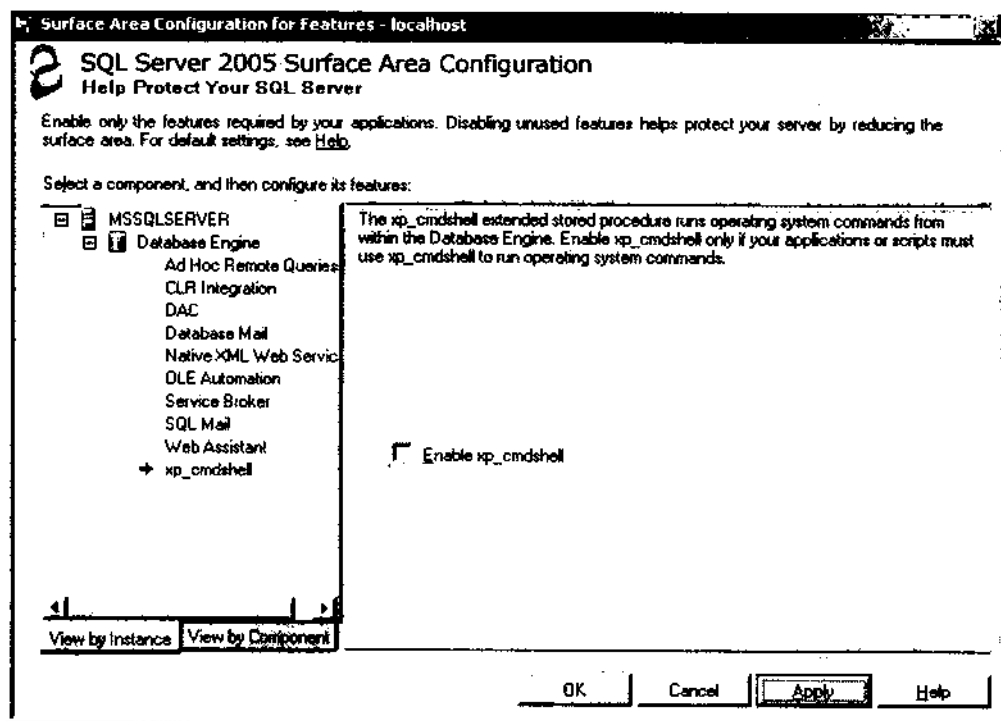 Surface Area Configuration for Features - localhost
SQL Server 2005 Surface Area Configuration
Help Protect Your SQL Server
Enable only the features required by your applications. Disabling unused features helps protect your server by reducing the
surface area. For default settings, see Help.
Select a component, and then configure its features:
MSSQLSERVER
Database Engine
Ad Hoc Remote Queries
CLR Integration
DAC
Database Mail
Native XML Web Servic
OLE Automation
Service Broker
SQL Mail
Web Assistant
xp_cmdshell
View by Instance
View by Component
The xp_cmdshell extended stored procedure runs operating system commands from
within the Database Engine. Enable xp_cmdshell only if your applications or scripts must
use xp_cmdshell to run operating system commands.
Enable xp_cmdshell
OK
Cancel
Apply
Help